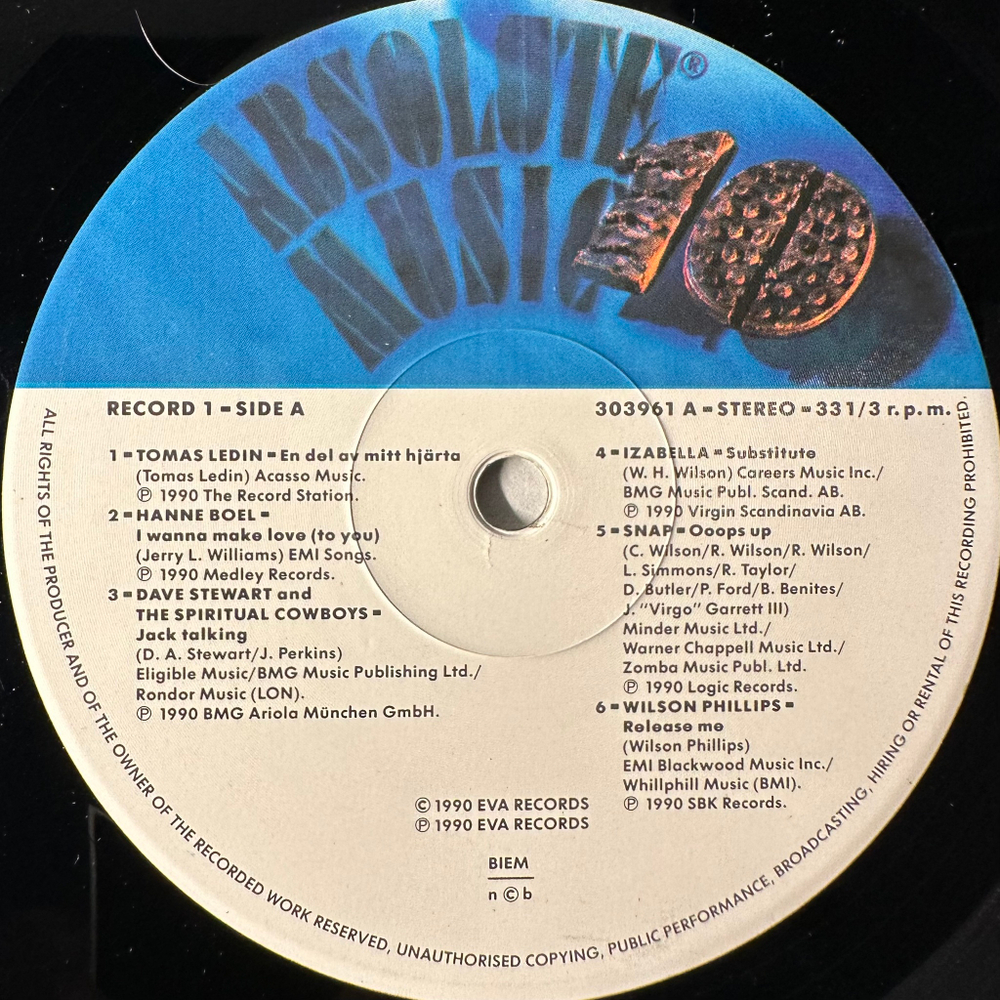 ABSOLUTE®
MUSIC 10
RECORD 1 - SIDE A
303961 A - STEREO - 33 1/3 r.p.m.
1 - TOMAS LEDIN - En del av mitt hjärta
(Tomas Ledin) Acasso Music.
℗ 1990 The Record Station.
2 - HANNE BOEL -
I wanna make love (to you)
(Jerry L. Williams) EMI Songs.
℗ 1990 Medley Records.
3 - DAVE STEWART and
THE SPIRITUAL COWBOYS -
Jack talking
(D. A. Stewart/J. Perkins)
Eligible Music/BMG Music Publishing Ltd./
Rondor Music (LON).
℗ 1990 BMG Ariola München GmbH.
4 - IZABELLA - Substitute
(W. H. Wilson) Careers Music Inc./
BMG Music Publ. Scand. AB.
℗ 1990 Virgin Scandinavia AB.
5 - SNAP - Ooops up
(C. Wilson/R. Wilson/R. Wilson/
L. Simmons/R. Taylor/
D. Butler/P. Ford/B. Benites/
J. "Virgo" Garrett III)
Minder Music Ltd./
Warner Chappell Music Ltd./
Zomba Music Publ. Ltd.
℗ 1990 Logic Records.
6 - WILSON PHILLIPS -
Release me
(Wilson Phillips)
EMI Blackwood Music Inc./
Whillphill Music (BMI).
℗ 1990 SBK Records.
© 1990 EVA RECORDS
℗ 1990 EVA RECORDS
BIEM
n©b
ALL RIGHTS OF THE PRODUCER AND OF THE OWNER OF THE RECORDED WORK RESERVED, UNAUTHORISED COPYING, PUBLIC PERFORMANCE, BROADCASTING, HIRING OR RENTAL OF THIS RECORDING PROHIBITED.